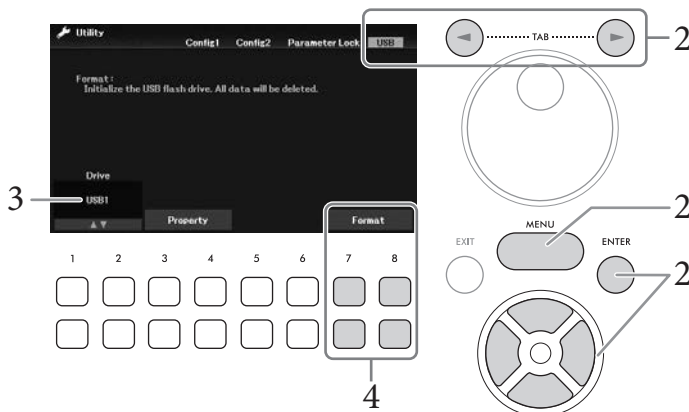 Utility
Config1 Config2 Parameter Lock USB
Format :
Initialize the USB flash drive. All data will be deleted.
Drive
USB1
▲▼ Property Format
1 2 3 4 5 6 7 8
TAB
2
MENU
2
EXIT
ENTER
2
3
4